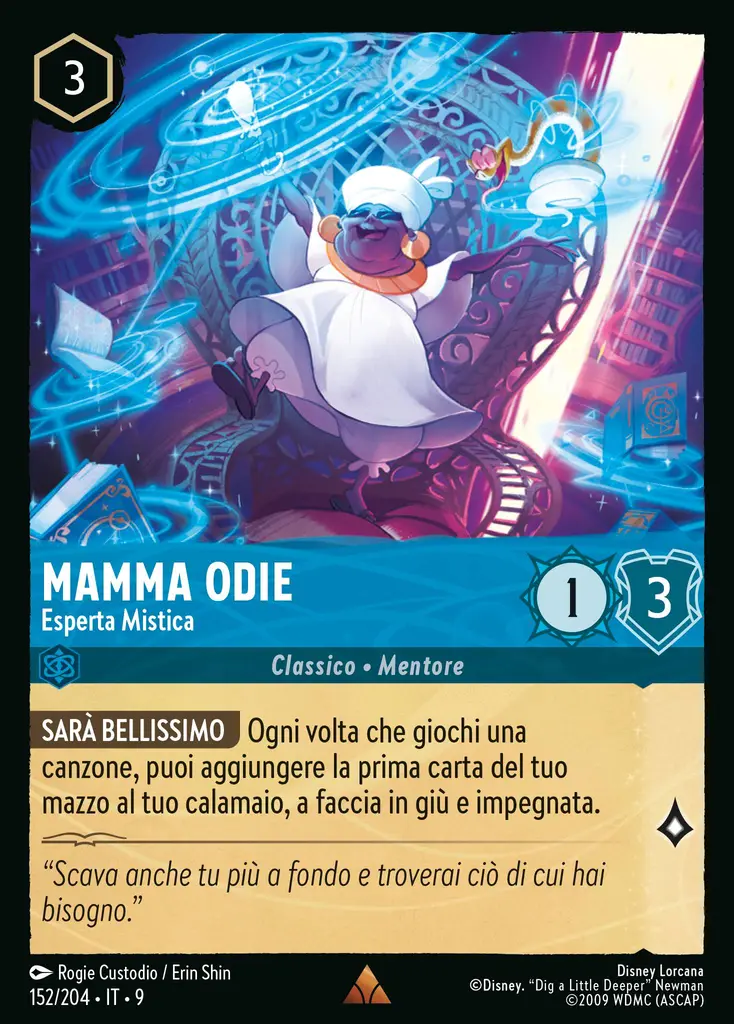 3
MAMMA ODIE
Esperta Mistica
1
3
Classico • Mentore
SARÀ BELLISSIMO Ogni volta che giochi una
canzone, puoi aggiungere la prima carta del tuo
mazzo al tuo calamaio, a faccia in giù e impegnata.
“Scava anche tu più a fondo e troverai ciò di cui hai
bisogno.”
Rogie Custodio / Erin Shin
152/204 • IT • 9
Disney Lorcana
©Disney. “Dig a Little Deeper” Newman
©2009 WDMC (ASCAP)